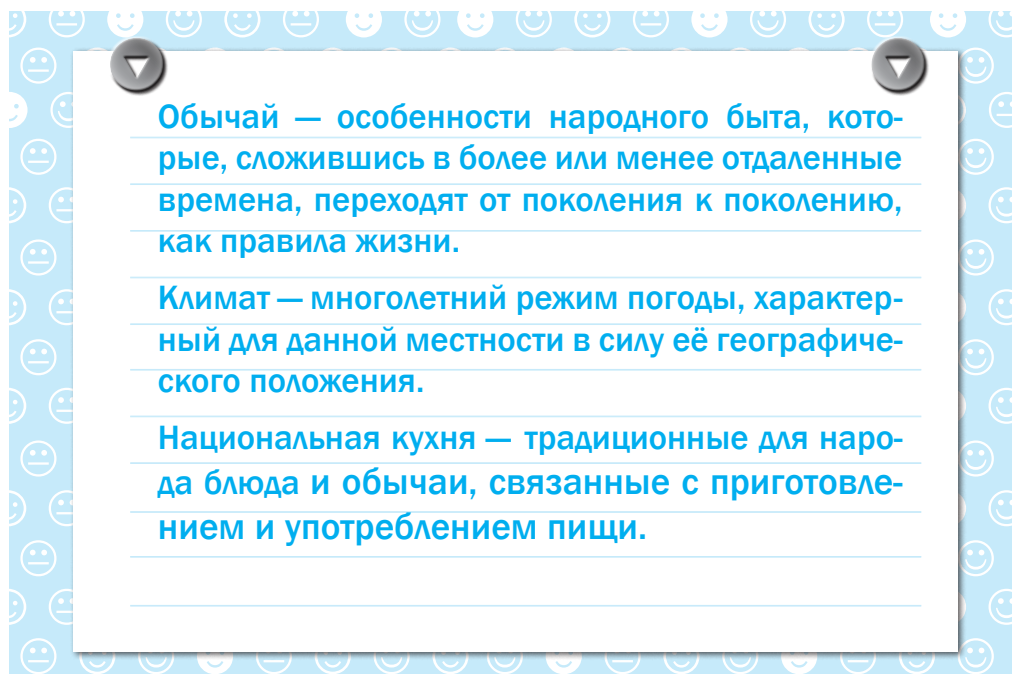 Обычай — особенности народного быта, кото-
рые, сложившись в более или менее отдаленные
времена, переходят от поколения к поколению,
как правила жизни.
Климат — многолетний режим погоды, характер-
ный для данной местности в силу её географиче-
ского положения.
Национальная кухня — традиционные для наро-
да блюда и обычаи, связанные с приготовле-
нием и употреблением пищи.